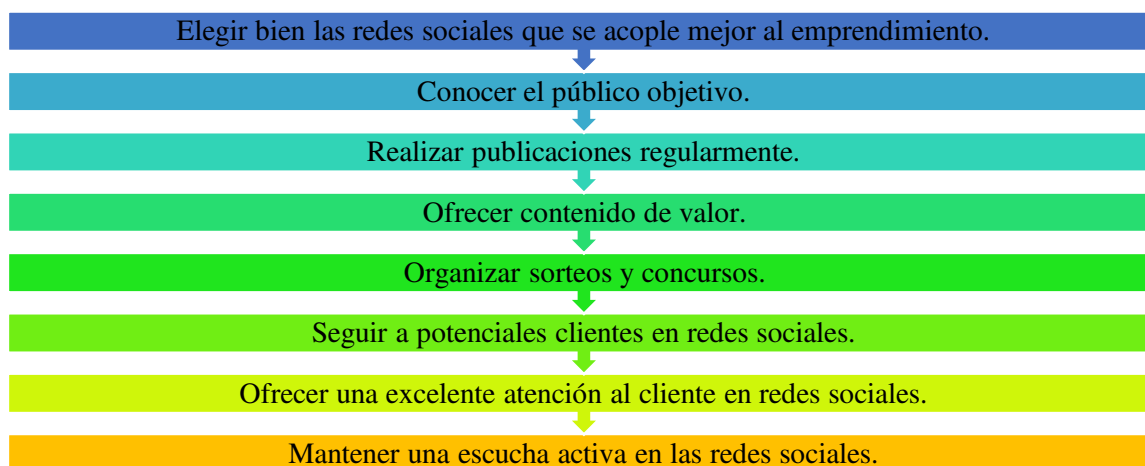 Elegir bien las redes sociales que se acople mejor al emprendimiento.
Conocer el público objetivo.
Realizar publicaciones regularmente.
Ofrecer contenido de valor.
Organizar sorteos y concursos.
Seguir a potenciales clientes en redes sociales.
Ofrecer una excelente atención al cliente en redes sociales.
Mantener una escucha activa en las redes sociales.